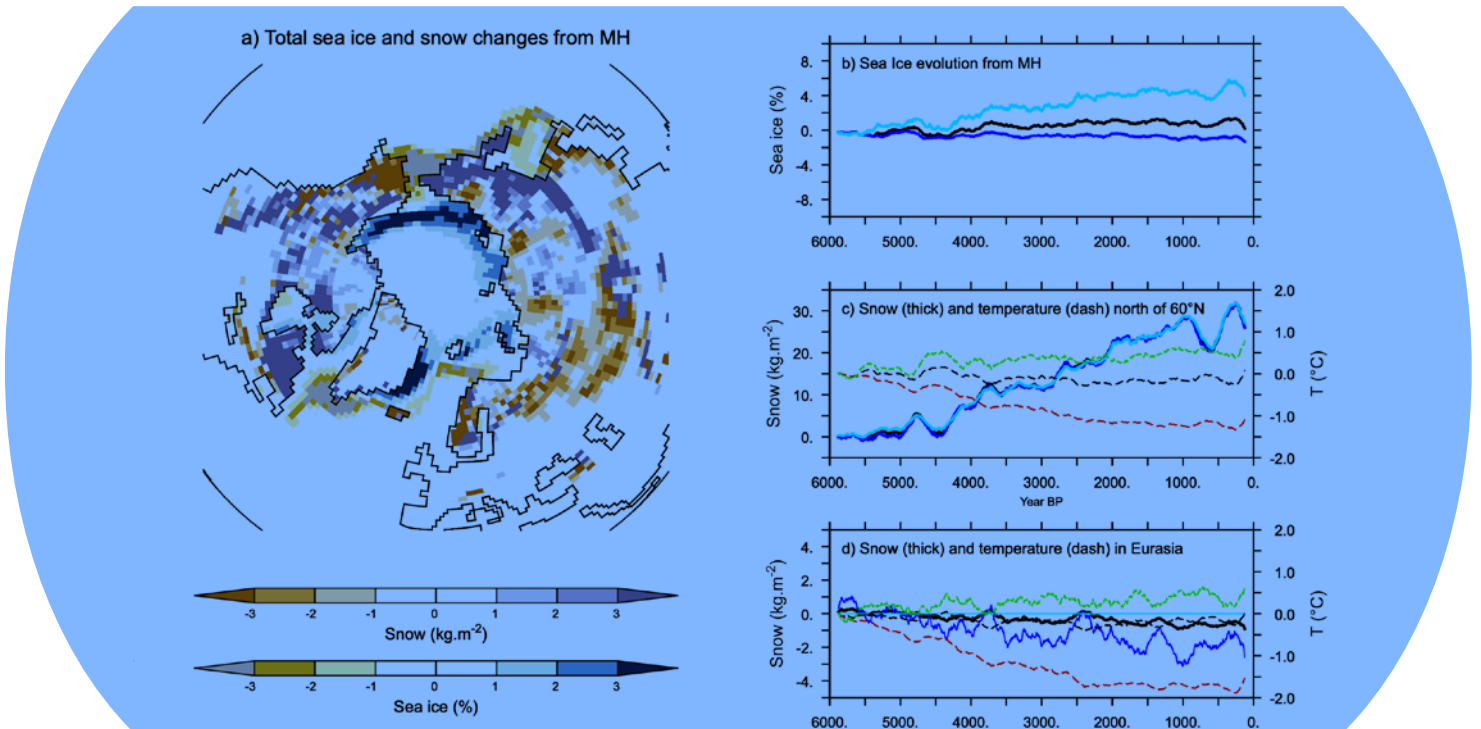 a) Total sea ice and snow changes from MH
-3 -2 -1 0 1 2 3
Snow (kg.m-2)
-3 -2 -1 0 1 2 3
Sea ice (%)
b) Sea Ice evolution from MH
Sea ice (%)
8.
4.
0.
-4.
-8.
6000. 5000. 4000. 3000. 2000. 1000. 0.
c) Snow (thick) and temperature (dash) north of 60°N
Snow (kg.m-2)
30.
20.
10.
0.
2.0
1.0
0.0
-1.0
-2.0
T (°C)
6000. 5000. 4000. 3000. 2000. 1000. 0.
Year BP
d) Snow (thick) and temperature (dash) in Eurasia
Snow (kg.m-2)
4.
2.
0.
-2.
-4.
2.0
1.0
0.0
-1.0
-2.0
T (°C)
6000. 5000. 4000. 3000. 2000. 1000. 0.